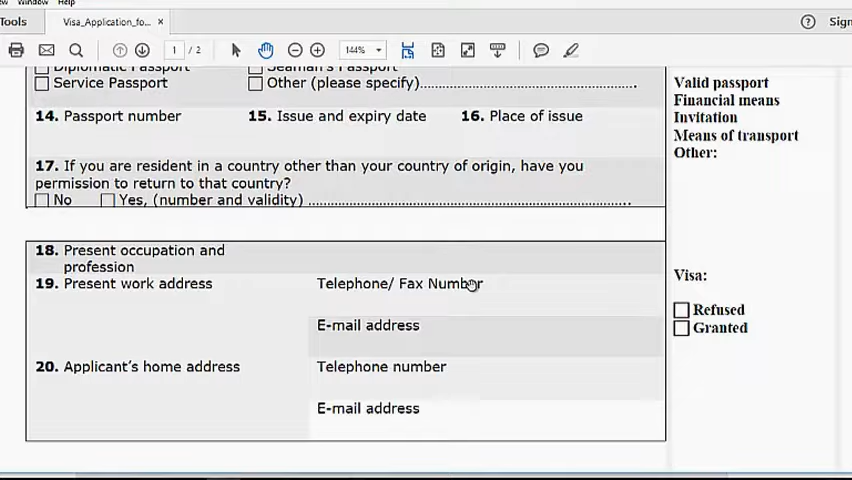 Window Help
Tools Visa_Application_fo... × Sign
1 / 2 144%
Diplomatic Passport Seaman's Passport
Service Passport Other (please specify)
14. Passport number 15. Issue and expiry date 16. Place of issue
17. If you are resident in a country other than your country of origin, have you
permission to return to that country?
No Yes, (number and validity)
18. Present occupation and
profession
19. Present work address Telephone/ Fax Number
E-mail address
20. Applicant's home address Telephone number
E-mail address
Valid passport
Financial means
Invitation
Means of transport
Other:
Visa:
Refused
Granted